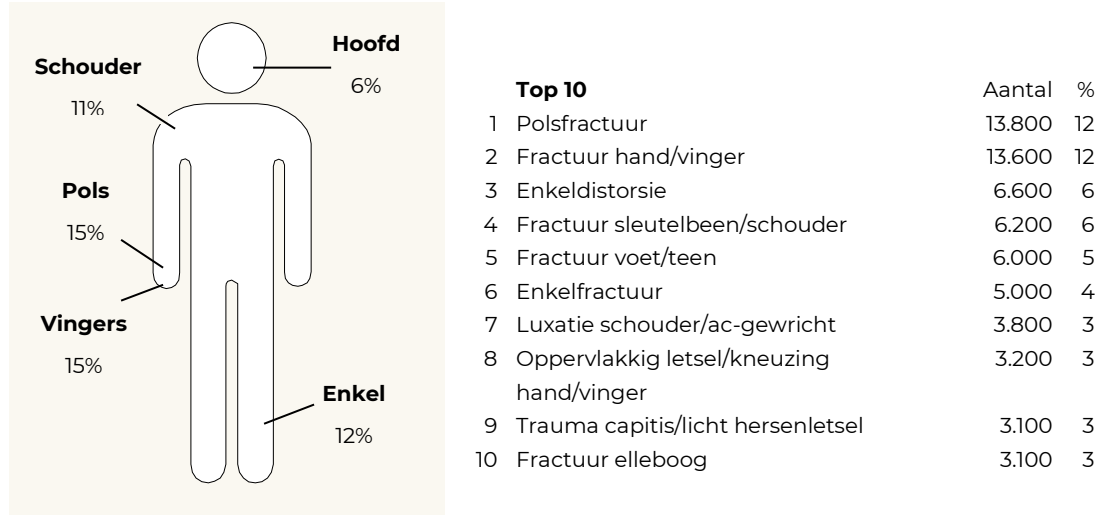 Hoofd
6%
Schouder
11%
Pols
15%
Vingers
15%
Enkel
12%
Top 10 Aantal %
1 Polsfractuur 13.800 12
2 Fractuur hand/vinger 13.600 12
3 Enkeldistorsie 6.600 6
4 Fractuur sleutelbeen/schouder 6.200 6
5 Fractuur voet/teen 6.000 5
6 Enkelfractuur 5.000 4
7 Luxatie schouder/ac-gewricht 3.800 3
8 Oppervlakkig letsel/kneuzing 3.200 3
hand/vinger
9 Trauma capitis/licht hersenletsel 3.100 3
10 Fractuur elleboog 3.100 3